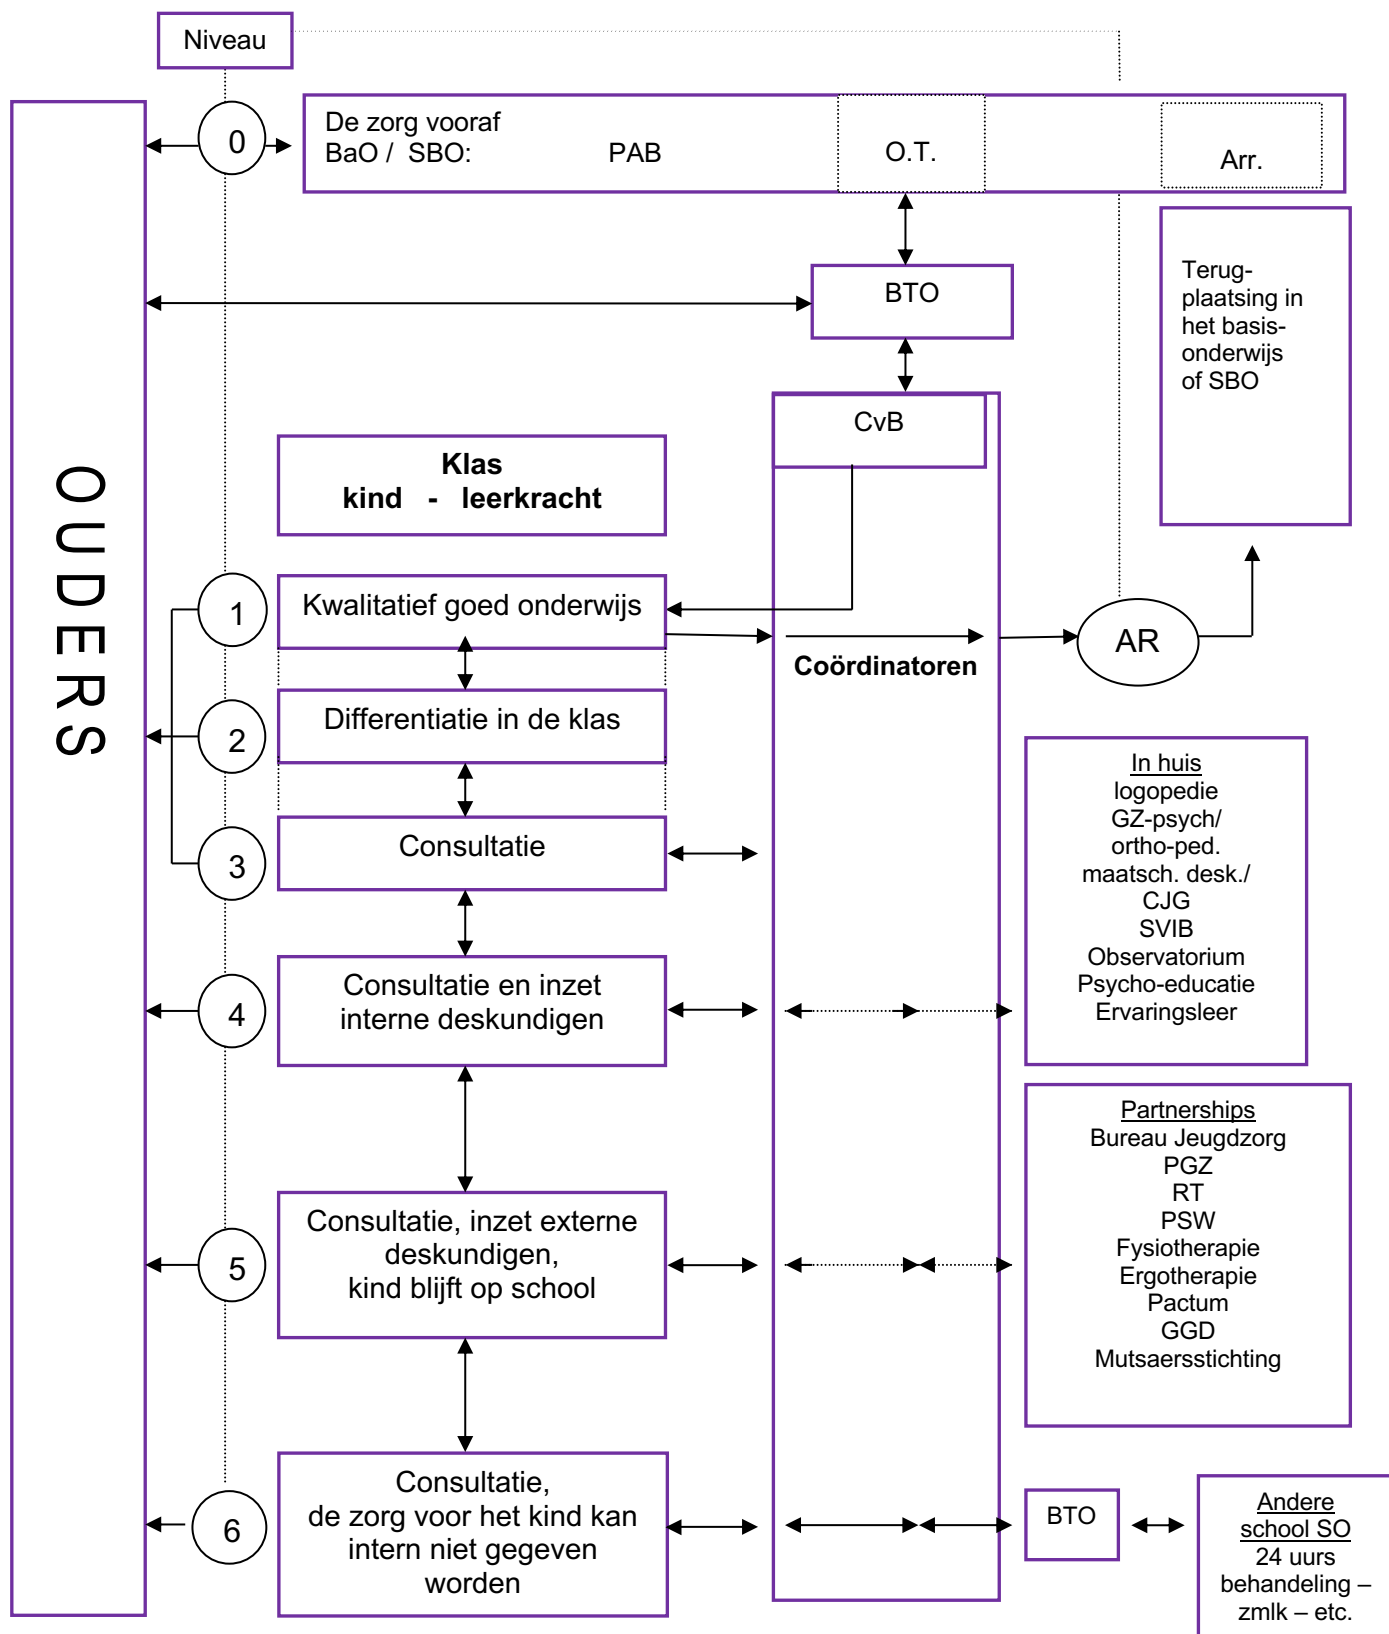 Niveau
0
De zorg vooraf
BaO / SBO: PAB O.T. Arr.
BTO
Terug-
plaatsing in
het basis-
onderwijs
of SBO
CvB
OUDERS
Klas
kind - leerkracht
1
Kwalitatief goed onderwijs
Coördinatoren
AR
2
Differentiatie in de klas
3
Consultatie
In huis
logopedie
GZ-psych/
ortho-ped.
maatsch. desk./
CJG
SVIB
Observatorium
Psycho-educatie
Ervaringsleer
4
Consultatie en inzet
interne deskundigen
5
Consultatie, inzet externe
deskundigen,
kind blijft op school
Partnerships
Bureau Jeugdzorg
PGZ
RT
PSW
Fysiotherapie
Ergotherapie
Pactum
GGD
Mutsaersstichting
6
Consultatie,
de zorg voor het kind kan
intern niet gegeven
worden
BTO
Andere
school SO
24 uurs
behandeling –
zmlk – etc.